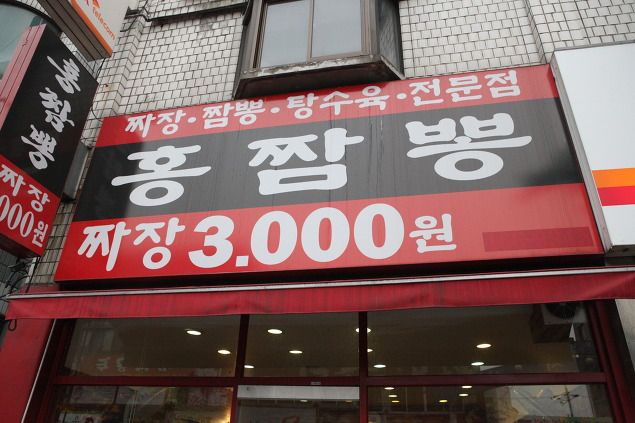 짜장·짬뽕·탕수육·전문점
홍짬뽕
짜장 3.000원
홍짬뽕
짜장
000원
Telecom